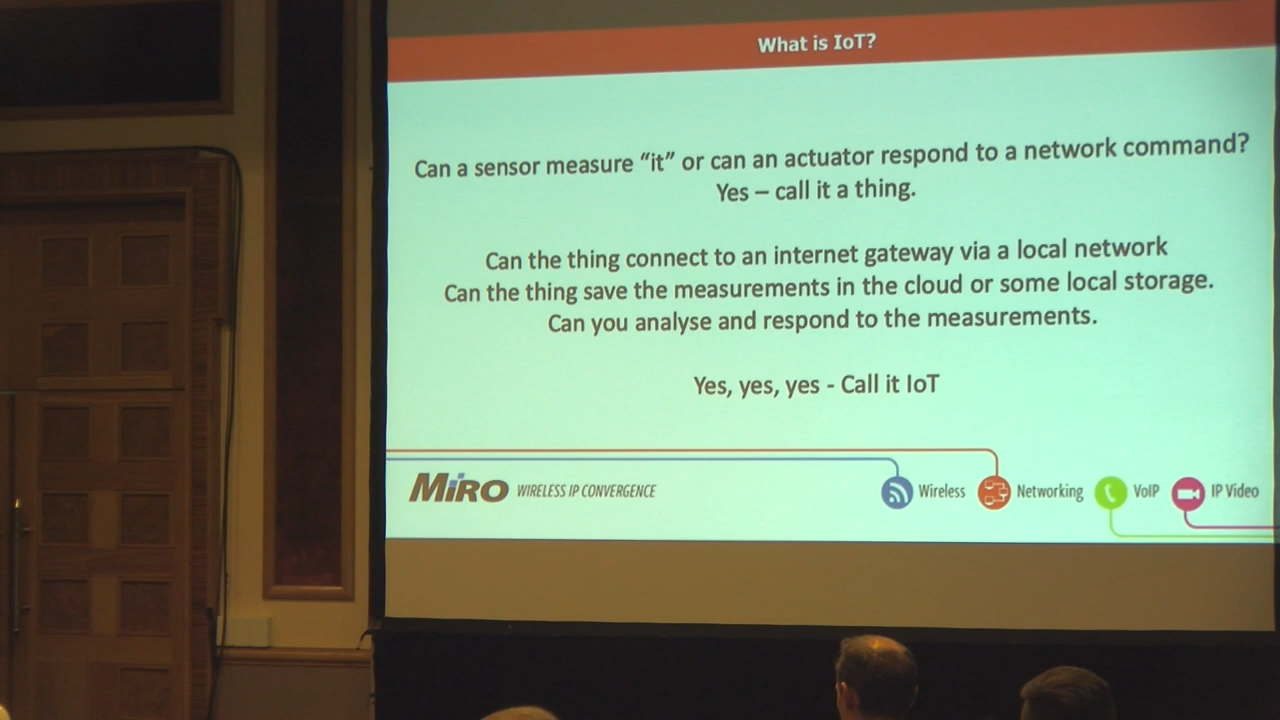 What is IoT?
Can a sensor measure “it” or can an actuator respond to a network command?
Yes – call it a thing.
Can the thing connect to an internet gateway via a local network
Can the thing save the measurements in the cloud or some local storage.
Can you analyse and respond to the measurements.
Yes, yes, yes - Call it IoT
MiRO WIRELESS IP CONVERGENCE
Wireless
Networking
VoIP
IP Video